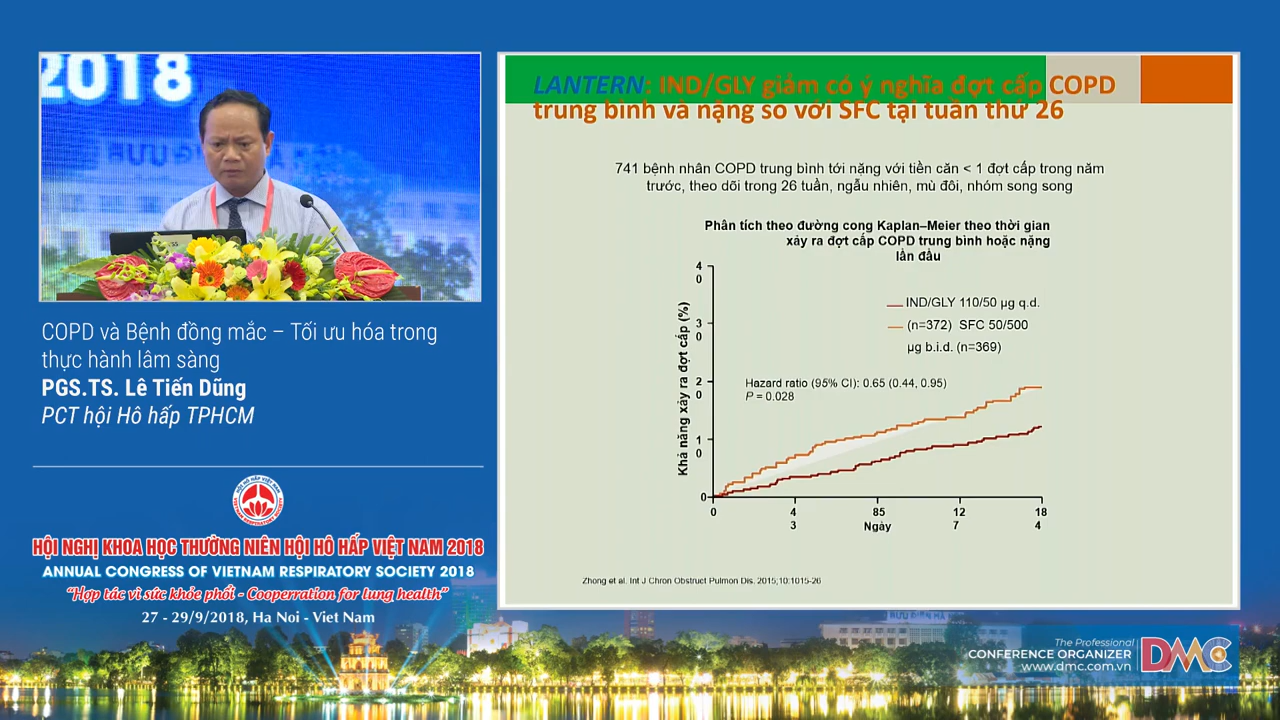 2018
COPD và Bệnh đồng mắc – Tối ưu hóa trong
thực hành lâm sàng
PGS.TS. Lê Tiến Dũng
PCT hội Hô hấp TPHCM
HỘI HÔ HẤP VIỆT NAM
HỘI NGHỊ KHOA HỌC THƯỜNG NIÊN HỘI HÔ HẤP VIỆT NAM 2018
ANNUAL CONGRESS OF VIETNAM RESPIRATORY SOCIETY 2018
“Hợp tác vì sức khỏe phổi - Cooperration for lung health”
27 - 29/9/2018, Ha Noi - Viet Nam
LANTERN: IND/GLY giảm có ý nghĩa đợt cấp COPD
trung bình và nặng so với SFC tại tuần thứ 26
741 bệnh nhân COPD trung bình tới nặng với tiền căn < 1 đợt cấp trong năm
trước, theo dõi trong 26 tuần, ngẫu nhiên, mù đôi, nhóm song song
Phân tích theo đường cong Kaplan–Meier theo thời gian
xảy ra đợt cấp COPD trung bình hoặc nặng
lần đầu
Khả năng xảy ra đợt cấp (%)
4
0
3
0
2
0
1
0
0
IND/GLY 110/50 µg q.d.
(n=372) SFC 50/500
µg b.i.d. (n=369)
Hazard ratio (95% CI): 0.65 (0.44, 0.95)
P = 0.028
0 4 85 12 18
3 7 4
Ngày
Zhong et al. Int J Chron Obstruct Pulmon Dis. 2015;10:1015-26
The Professional
CONFERENCE ORGANIZER
www.dmc.com.vn
DMC